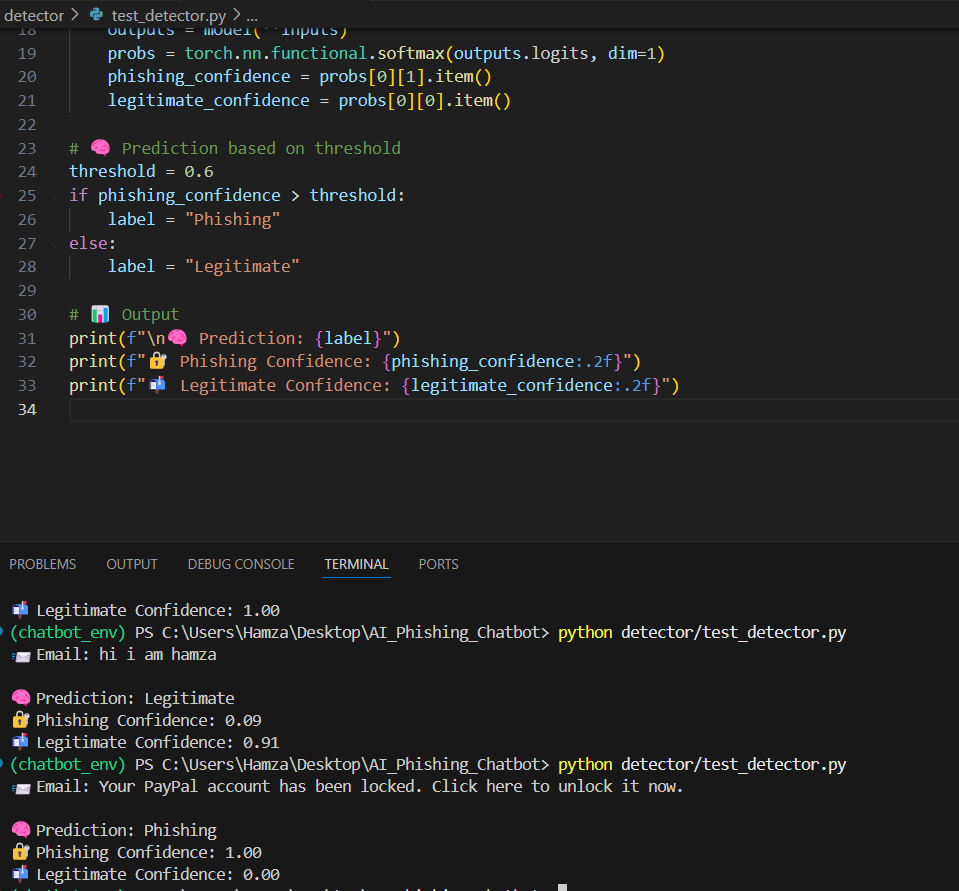 detector > test_detector.py > ...
18 outputs = model(**inputs)
19 probs = torch.nn.functional.softmax(outputs.logits, dim=1)
20 phishing_confidence = probs[0][1].item()
21 legitimate_confidence = probs[0][0].item()
22
23 # 🧠 Prediction based on threshold
24 threshold = 0.6
25 if phishing_confidence > threshold:
26 label = "Phishing"
27 else:
28 label = "Legitimate"
29
30 # 📊 Output
31 print(f"\n🧠 Prediction: {label}")
32 print(f"🔐 Phishing Confidence: {phishing_confidence:.2f}")
33 print(f"📬 Legitimate Confidence: {legitimate_confidence:.2f}")
34
PROBLEMS OUTPUT DEBUG CONSOLE TERMINAL PORTS
📬 Legitimate Confidence: 1.00
(chatbot_env) PS C:\Users\Hamza\Desktop\AI_Phishing_Chatbot> python detector/test_detector.py
📨 Email: hi i am hamza
🧠 Prediction: Legitimate
🔐 Phishing Confidence: 0.09
📬 Legitimate Confidence: 0.91
(chatbot_env) PS C:\Users\Hamza\Desktop\AI_Phishing_Chatbot> python detector/test_detector.py
📨 Email: Your PayPal account has been locked. Click here to unlock it now.
🧠 Prediction: Phishing
🔐 Phishing Confidence: 1.00
📬 Legitimate Confidence: 0.00